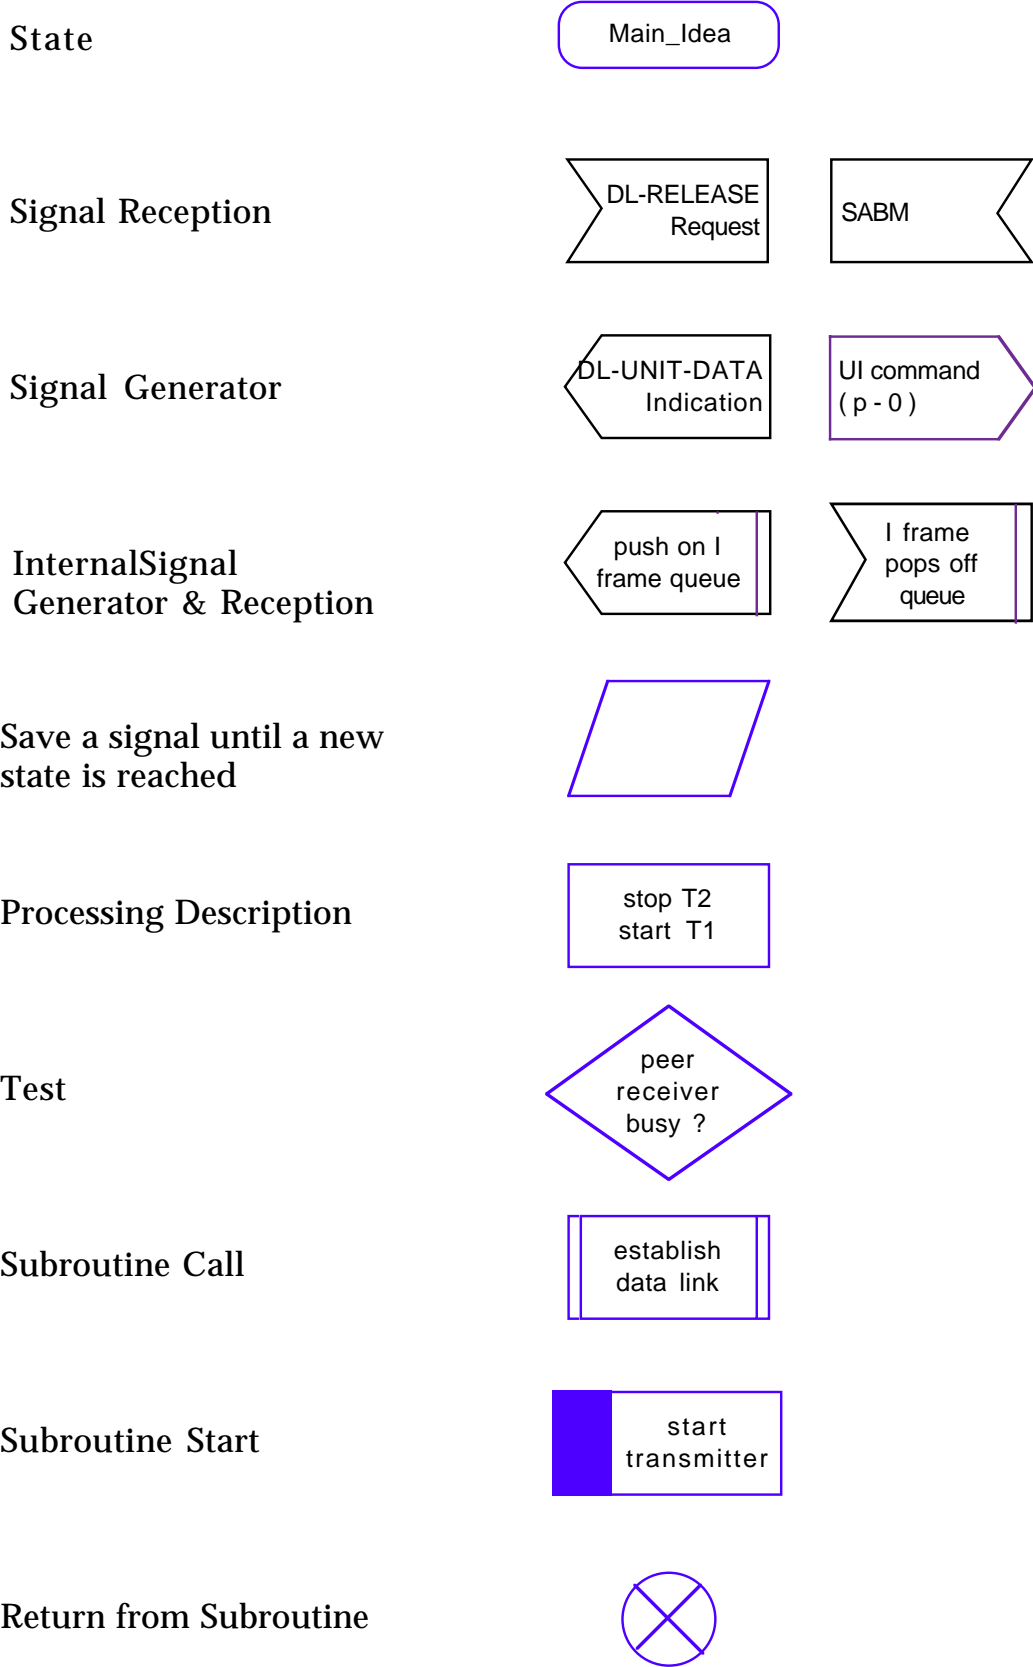 State
Main_Idea
Signal Reception
DL-RELEASE
Request
SABM
Signal Generator
DL-UNIT-DATA
Indication
UI command
(p-0)
InternalSignal
Generator & Reception
push on I
frame queue
I frame
pops off
queue
Save a signal until a new
state is reached
Processing Description
stop T2
start T1
Test
peer
receiver
busy ?
Subroutine Call
establish
data link
Subroutine Start
start
transmitter
Return from Subroutine